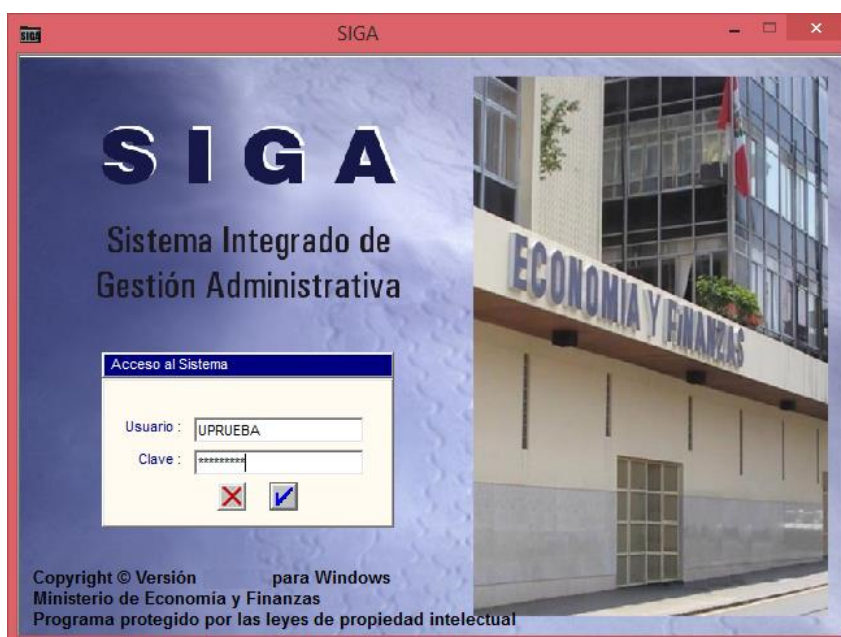 SIGA
SIGA
S I G A
Sistema Integrado de
Gestión Administrativa
ECONOMIA Y FINANZAS
Acceso al Sistema
Usuario : UPRUEBA
Clave : *********
Copyright © Versión para Windows
Ministerio de Economía y Finanzas
Programa protegido por las leyes de propiedad intelectual